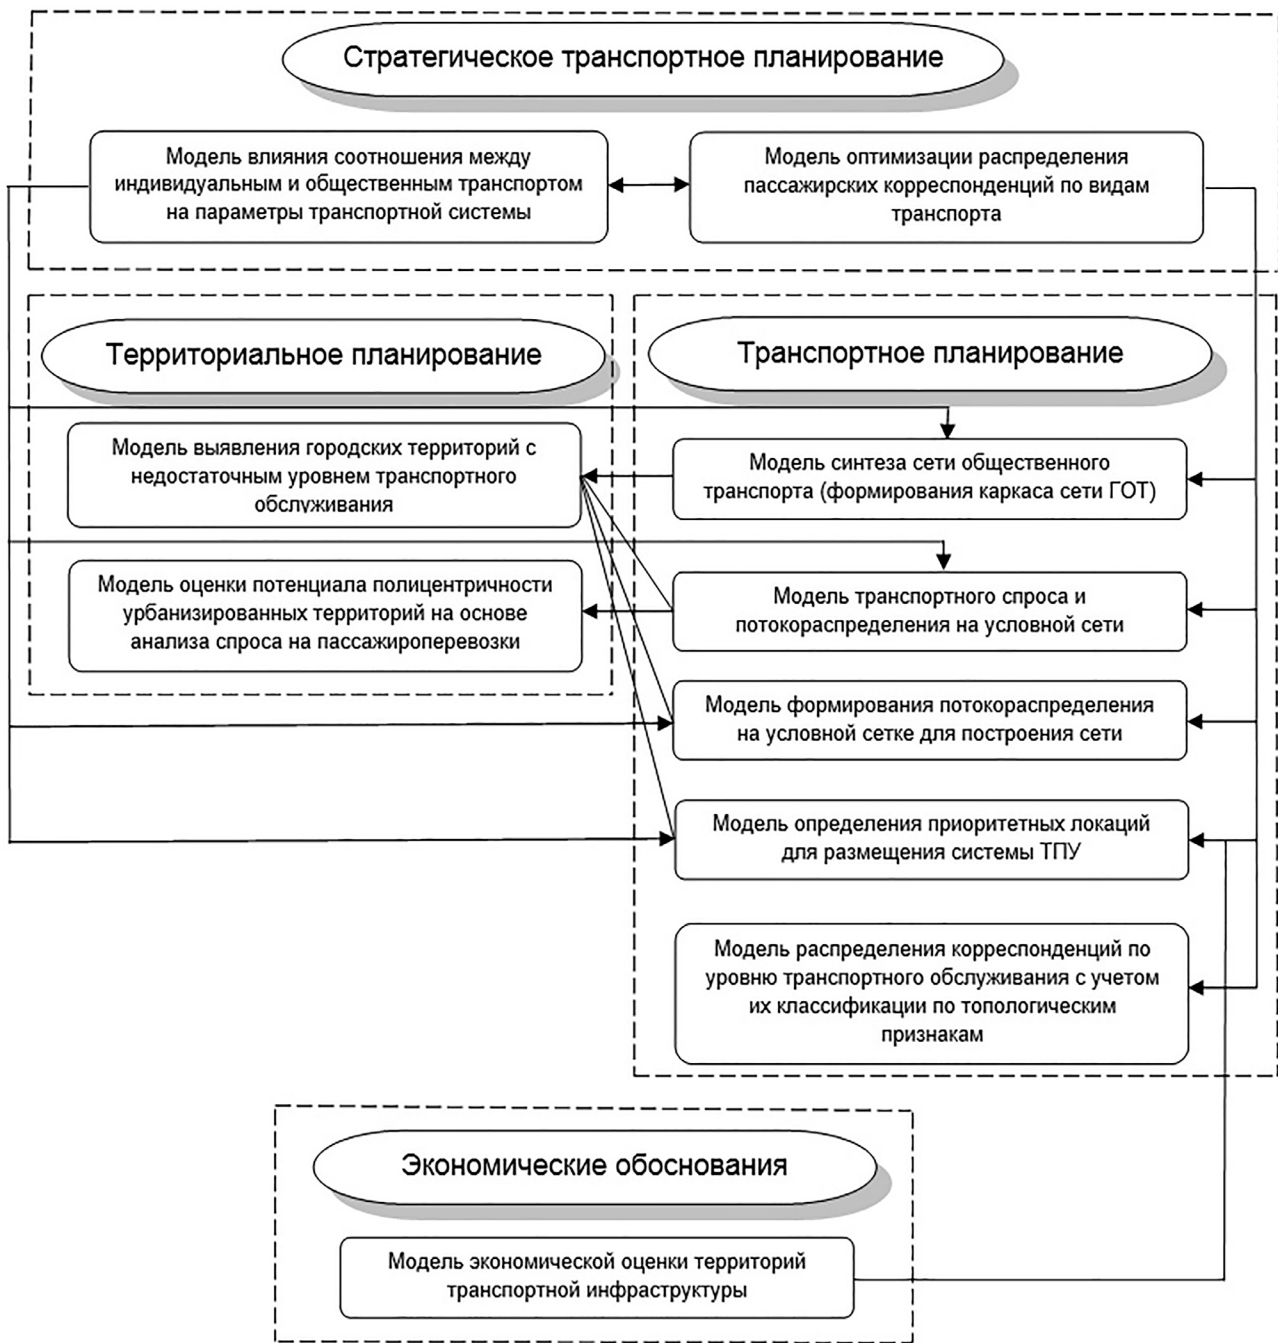 Стратегическое транспортное планирование
Модель влияния соотношения между
индивидуальным и общественным транспортом
на параметры транспортной системы
Модель оптимизации распределения
пассажирских корреспонденций по видам
транспорта
Территориальное планирование
Модель выявления городских территорий с
недостаточным уровнем транспортного
обслуживания
Модель оценки потенциала полицентричности
урбанизированных территорий на основе
анализа спроса на пассажироперевозки
Транспортное планирование
Модель синтеза сети общественного
транспорта (формирования каркаса сети ГОТ)
Модель транспортного спроса и
потокораспределения на условной сети
Модель формирования потокораспределения
на условной сетке для построения сети
Модель определения приоритетных локаций
для размещения системы ТПУ
Модель распределения корреспонденций по
уровню транспортного обслуживания с учетом
их классификации по топологическим
признакам
Экономические обоснования
Модель экономической оценки территорий
транспортной инфраструктуры